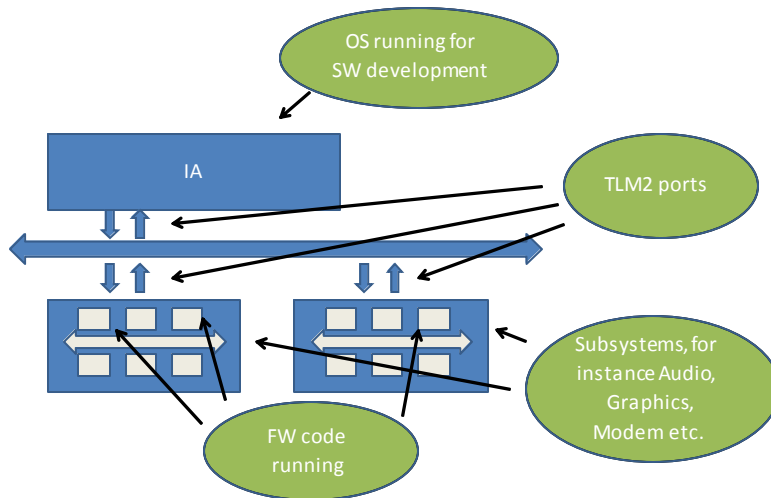 OS running for
SW development
IA
TLM2 ports
Subsystems, for
instance Audio,
Graphics,
Modem etc.
FW code
running